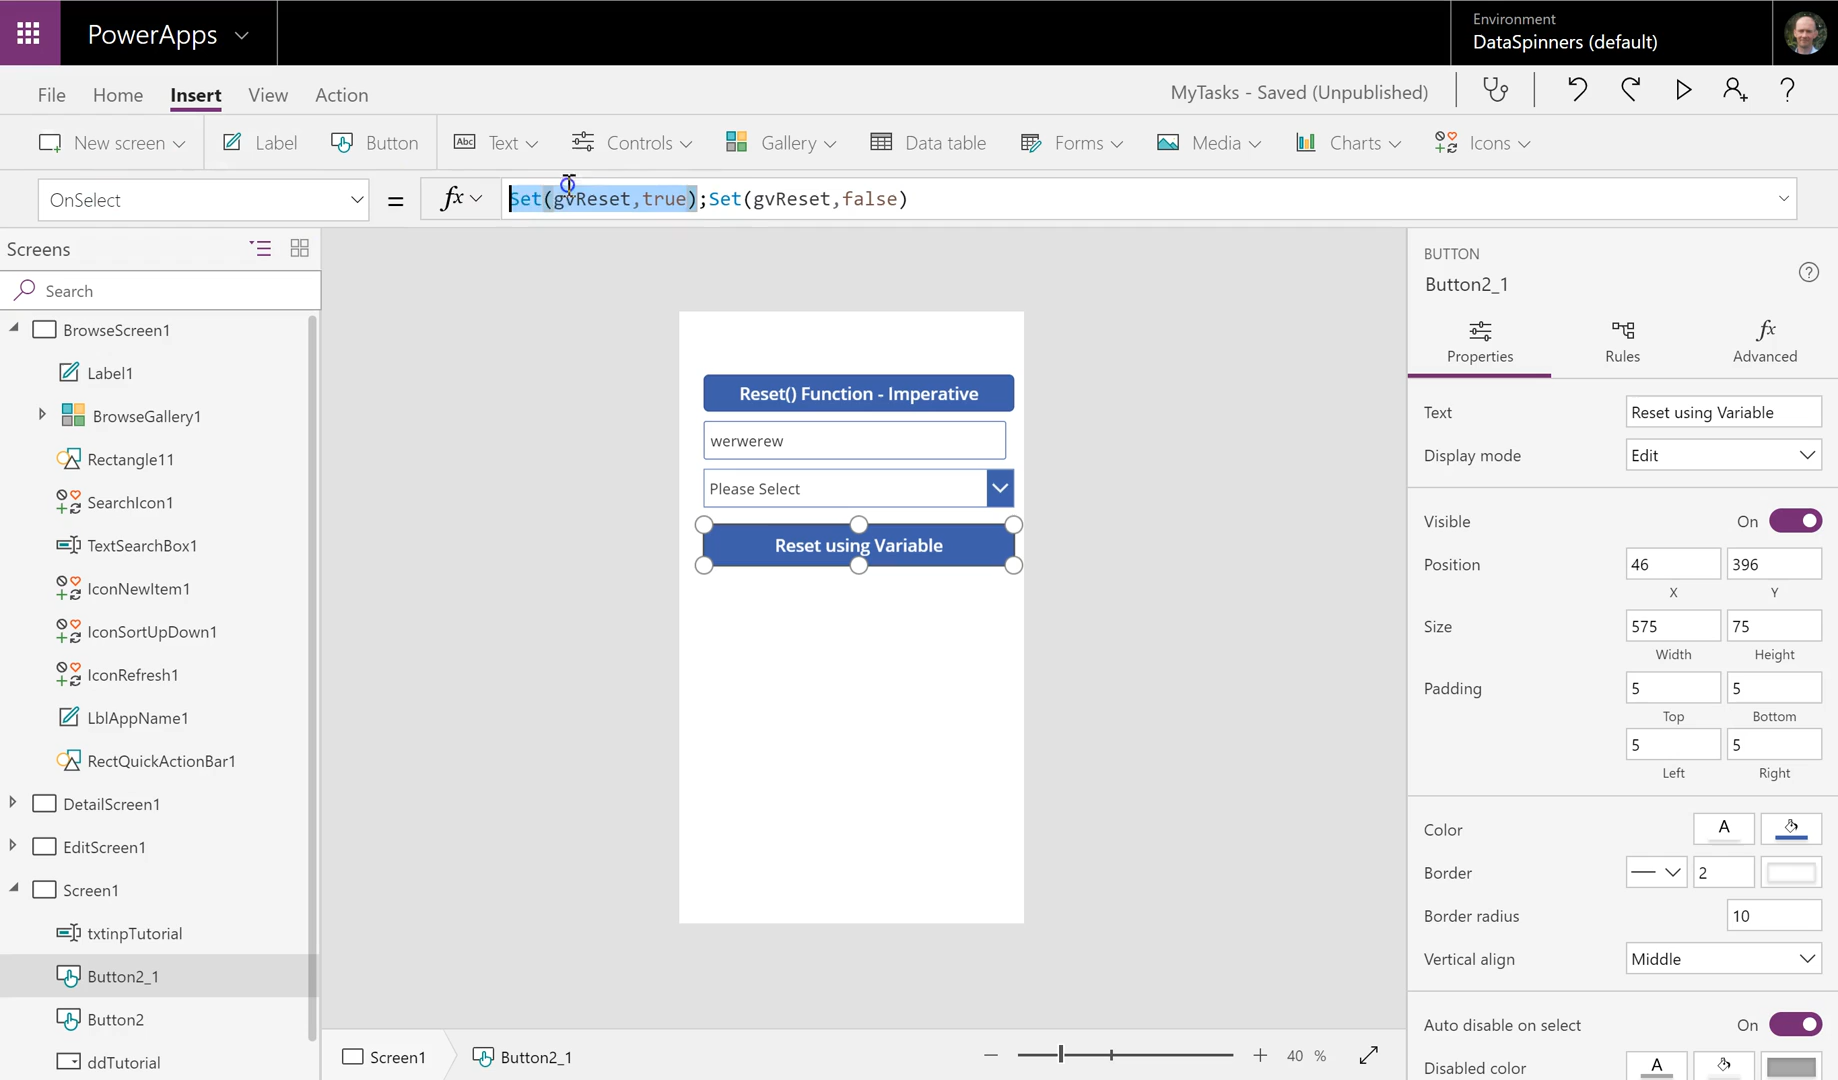 PowerApps
Environment
DataSpinners (default)
File Home Insert View Action
MyTasks - Saved (Unpublished)
New screen Label Button Text Controls Gallery Data table Forms Media Charts Icons
OnSelect = fx Set(gvReset,true);Set(gvReset,false)
Screens
Search
BrowseScreen1
Label1
BrowseGallery1
Rectangle11
SearchIcon1
TextSearchBox1
IconNewItem1
IconSortUpDown1
IconRefresh1
LblAppName1
RectQuickActionBar1
DetailScreen1
EditScreen1
Screen1
txtinpTutorial
Button2_1
Button2
ddTutorial
Reset() Function - Imperative
werwerew
Please Select
Reset using Variable
Screen1 Button2_1
40 %
BUTTON
Button2_1
Properties Rules Advanced
Text Reset using Variable
Display mode Edit
Visible On
Position 46 396
X Y
Size 575 75
Width Height
Padding 5 5
Top Bottom
5 5
Left Right
Color A
Border 2
Border radius 10
Vertical align Middle
Auto disable on select On
Disabled color A